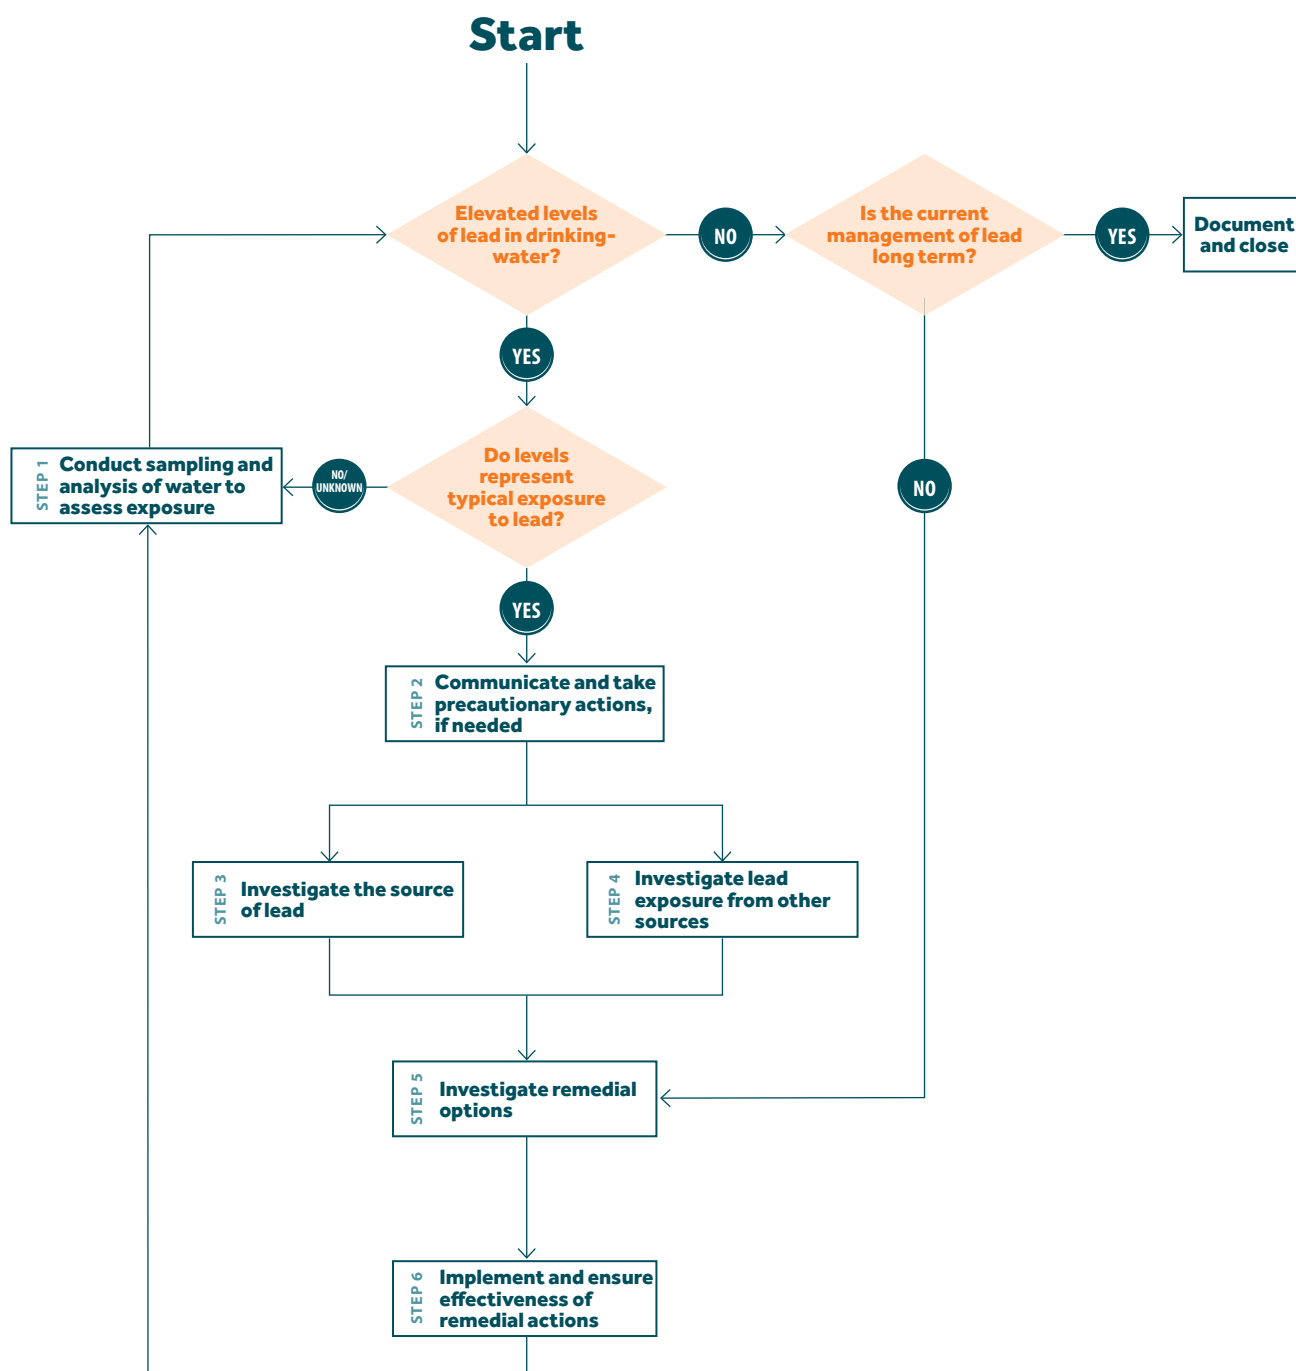 Start
Elevated levels
of lead in drinking-
water?
NO
Is the current
management of lead
long term?
YES
Document
and close
YES
STEP 1
Conduct sampling and
analysis of water to
assess exposure
NO/
UNKNOWN
Do levels
represent
typical exposure
to lead?
NO
YES
STEP 2
Communicate and take
precautionary actions,
if needed
STEP 3
Investigate the source
of lead
STEP 4
Investigate lead
exposure from other
sources
STEP 5
Investigate remedial
options
STEP 6
Implement and ensure
effectiveness of
remedial actions